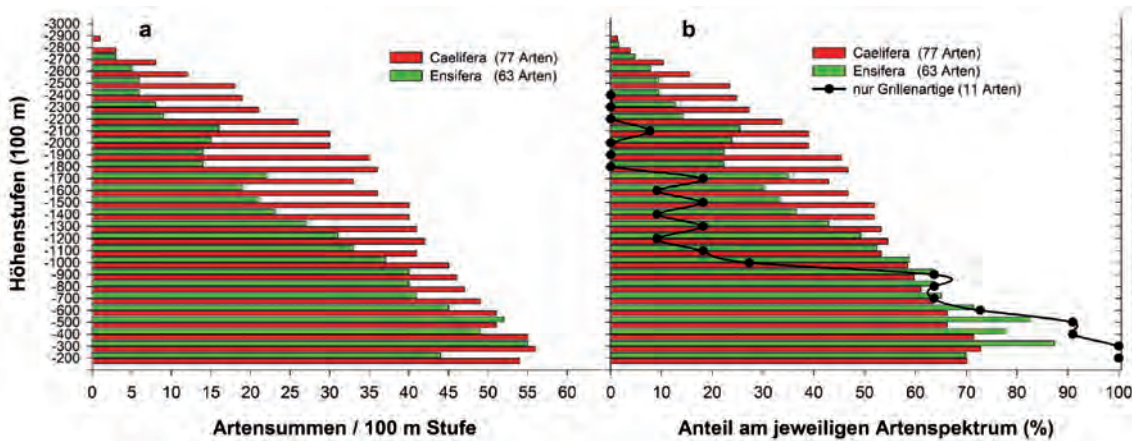 a
b
Höhenstufen (100 m)
-3000
-2900
-2800
-2700
-2600
-2500
-2400
-2300
-2200
-2100
-2000
-1900
-1800
-1700
-1600
-1500
-1400
-1300
-1200
-1100
-1000
-900
-800
-700
-600
-500
-400
-300
-200
Caelifera (77 Arten)
Ensifera (63 Arten)
Caelifera (77 Arten)
Ensifera (63 Arten)
nur Grillenartige (11 Arten)
0 5 10 15 20 25 30 35 40 45 50 55 60
0 10 20 30 40 50 60 70 80 90 100
Artensummen / 100 m Stufe
Anteil am jeweiligen Artenspektrum (%)